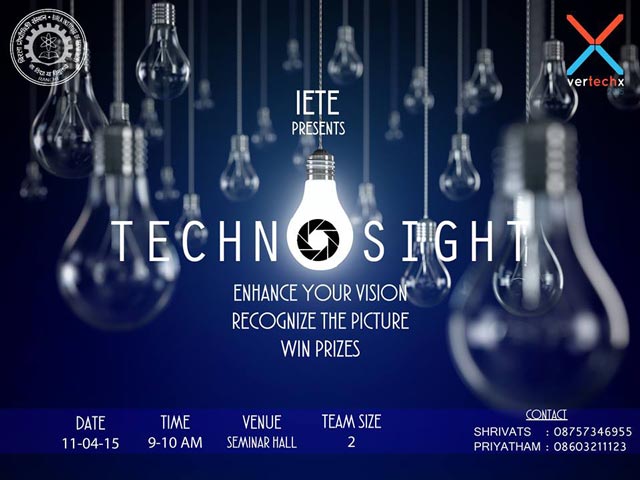 IETE
PRESENTS
vertechx
TECHNOSIGHT
ENHANCE YOUR VISION
RECOGNIZE THE PICTURE
WIN PRIZES
DATE
11-04-15
TIME
9-10 AM
VENUE
SEMINAR HALL
TEAM SIZE
2
CONTACT
SHRIVATS : 08757346955
PRIYATHAM : 08603211123